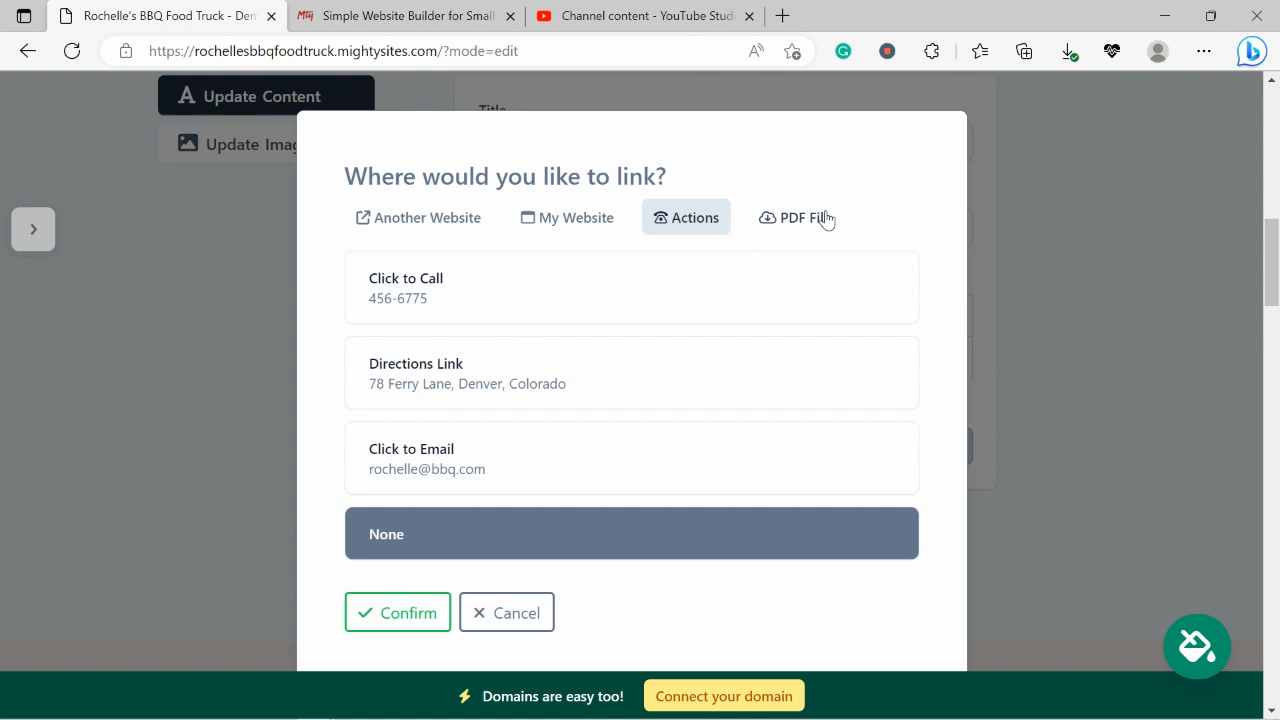 Rochelle's BBQ Food Truck - Den
Simple Website Builder for Small
Channel content - YouTube Studi
https://rochellesbbqfoodtruck.mightysites.com/?mode=edit
Update Content
Title
Update Imag
Where would you like to link?
Another Website
My Website
Actions
PDF File
Click to Call
456-6775
Directions Link
78 Ferry Lane, Denver, Colorado
Click to Email
rochelle@bbq.com
None
Confirm
Cancel
Domains are easy too!
Connect your domain